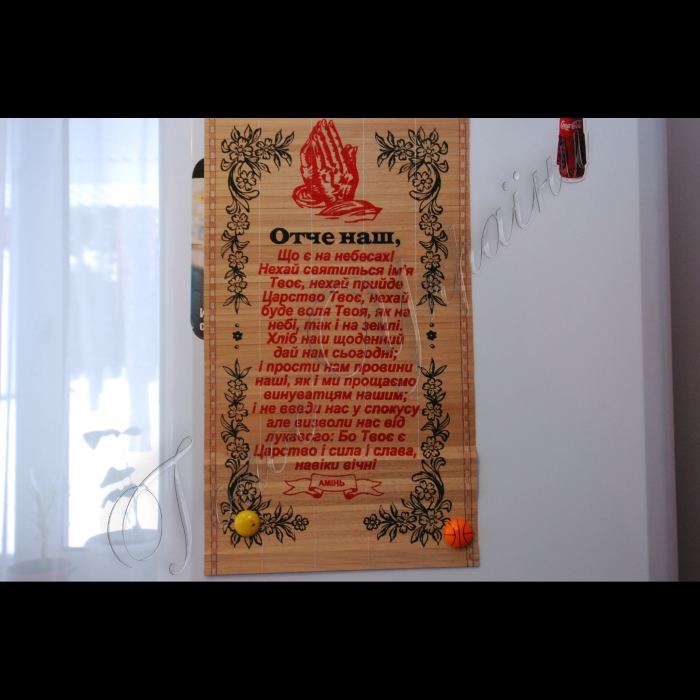 Отче наш,
Що є на небесах!
Нехай святиться ім'я
Твоє, нехай прийде
Царство Твоє, нехай
буде воля Твоя, як на
небі, так і на землі.
Хліб наш щоденний
дай нам сьогодні;
і прости нам провини
наші, як і ми прощаємо
винуватцям нашим;
і не введи нас у спокусу
але визволи нас від
лукавого: Бо Твоє є
Царство і сила і слава,
навіки вічні
АМІНЬ
Coca-Cola